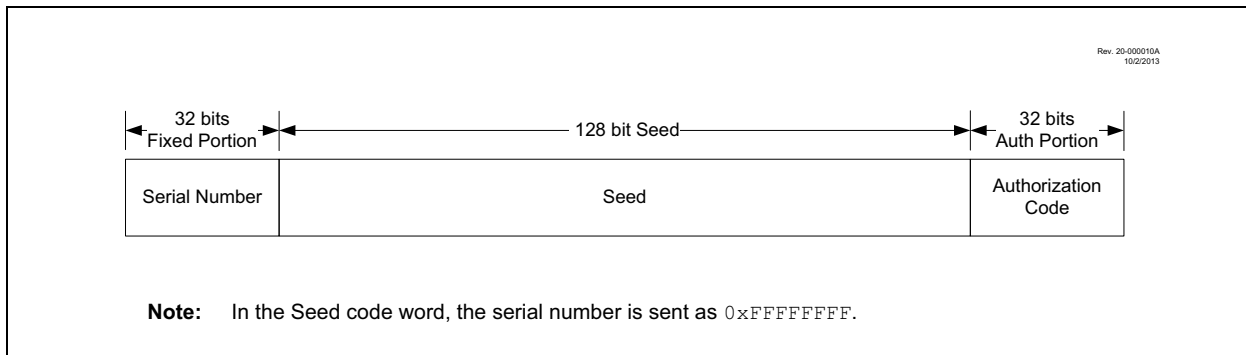 Rev. 20-000010A
10/2/2013
32 bits
Fixed Portion
128 bit Seed
32 bits
Auth Portion
Serial Number
Seed
Authorization
Code
Note: In the Seed code word, the serial number is sent as 0xFFFFFFFF.